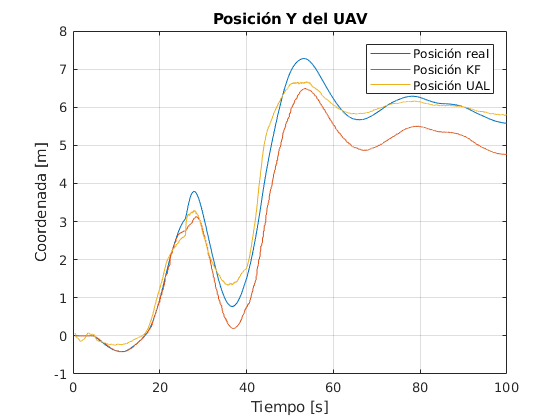 Posición Y del UAV
8
7
6
5
4
3
2
1
0
-1
Coordenada [m]
Posición real
Posición KF
Posición UAL
0 20 40 60 80 100
Tiempo [s]